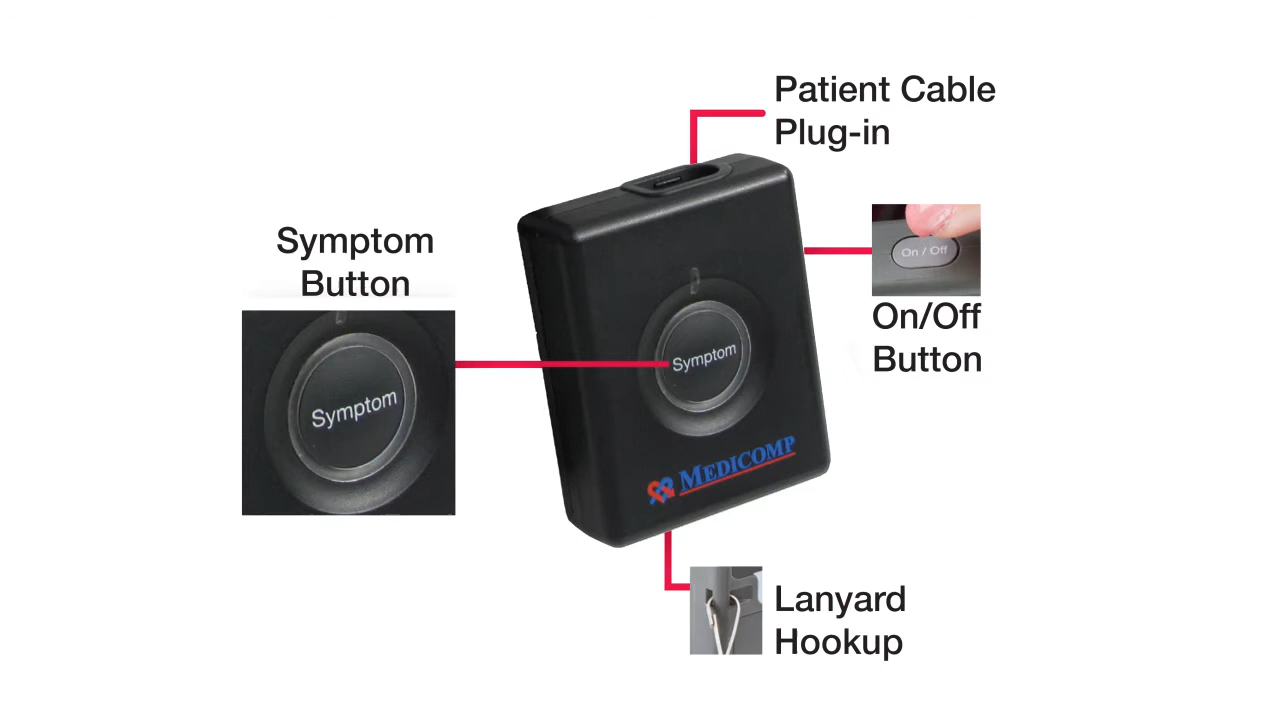 Patient Cable
Plug-in
On / Off
On/Off
Button
Symptom
Button
Symptom
Symptom
MEDICOMP
Lanyard
Hookup